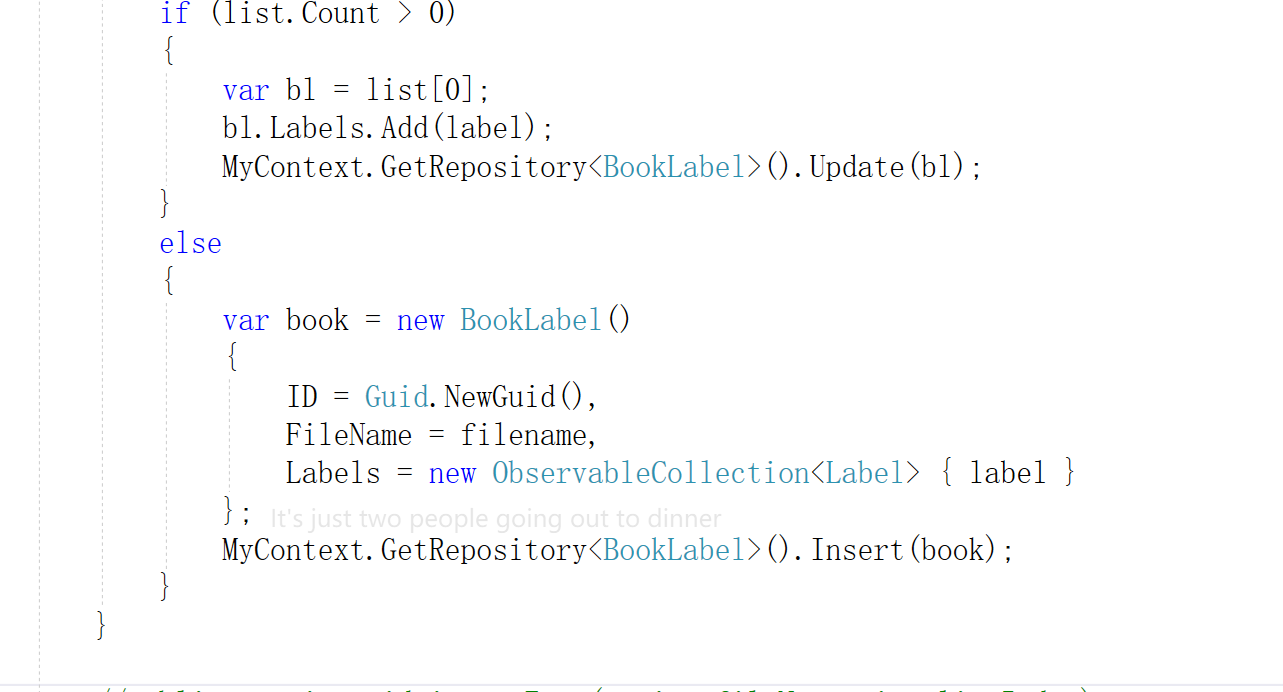 if (list.Count > 0)
{
var bl = list[0];
bl.Labels.Add(label);
MyContext.GetRepository<BookLabel>().Update(bl);
}
else
{
var book = new BookLabel()
{
ID = Guid.NewGuid(),
FileName = filename,
Labels = new ObservableCollection<Label> { label }
};
It's just two people going out to dinner
MyContext.GetRepository<BookLabel>().Insert(book);
}
}